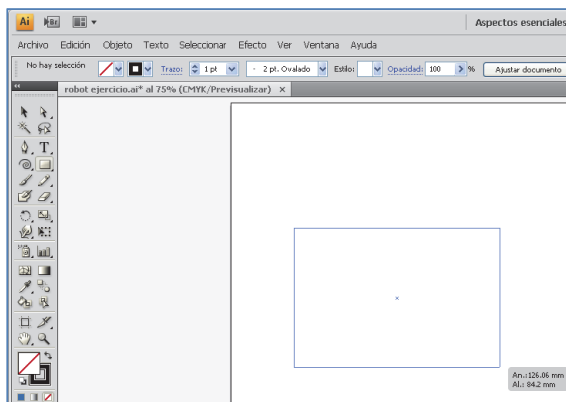 Ai Br Aspectos esenciales
Archivo Edición Objeto Texto Seleccionar Efecto Ver Ventana Ayuda
No hay selección Trazo: 1 pt 2 pt. Ovalado Estilo: Opacidad: 100 % Ajustar documento
robot ejercicio.ai* al 75% (CMYK/Previsualizar) x
T
An.:126.06 mm
Al.: 84.2 mm